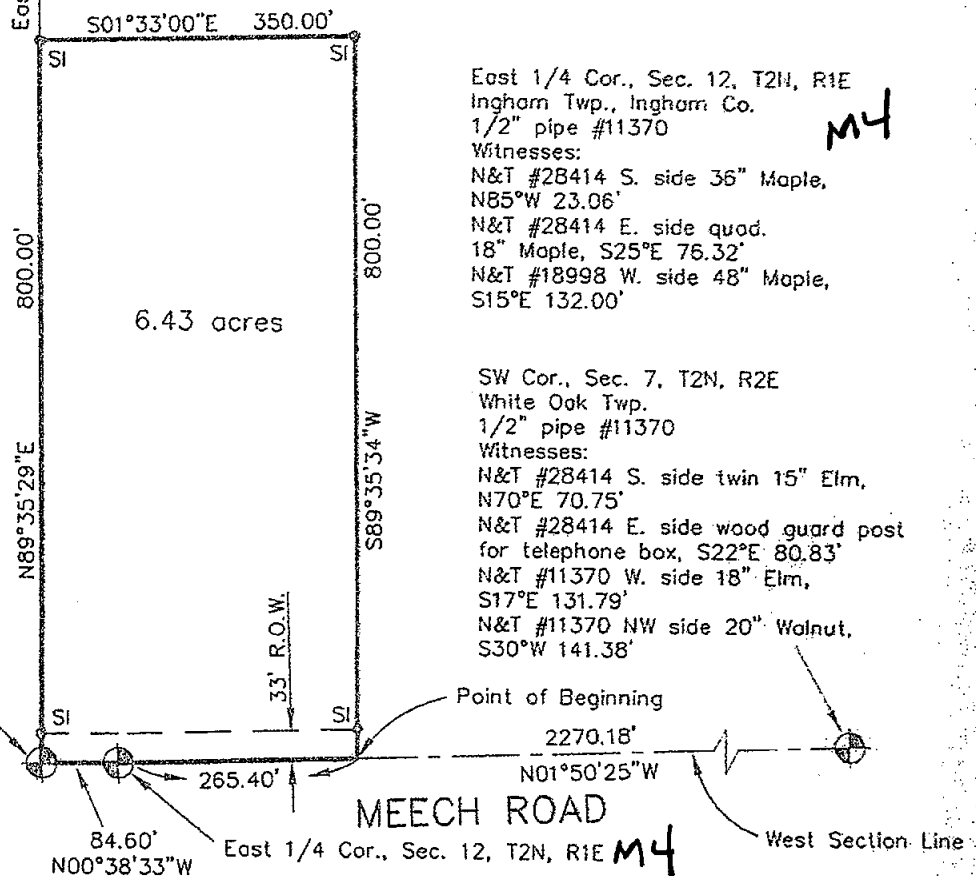 Eas
S01°33'00"E 350.00'
SI
SI
East 1/4 Cor., Sec. 12, T2N, R1E
Ingham Twp., Ingham Co.
1/2" pipe #11370
M4
Witnesses:
N&T #28414 S. side 36" Maple,
N85°W 23.06'
N&T #28414 E. side quad.
18" Maple, S25°E 76.32'
N&T #18998 W. side 48" Maple,
S15°E 132.00'
800.00'
800.00'
6.43 acres
SW Cor., Sec. 7, T2N, R2E
White Oak Twp.
1/2" pipe #11370
Witnesses:
N&T #28414 S. side twin 15" Elm,
N70°E 70.75'
N&T #28414 E. side wood guard post
for telephone box, S22°E 80.83'
N&T #11370 W. side 18" Elm,
S17°E 131.79'
N&T #11370 NW side 20" Walnut,
S30°W 141.38'
N89°35'29"E
S89°35'34"W
33' R.O.W.
SI
SI
Point of Beginning
2270.18'
N01°50'25"W
265.40'
MEECH ROAD
84.60'
N00°38'33"W
East 1/4 Cor., Sec. 12, T2N, R1E M4
West Section Line